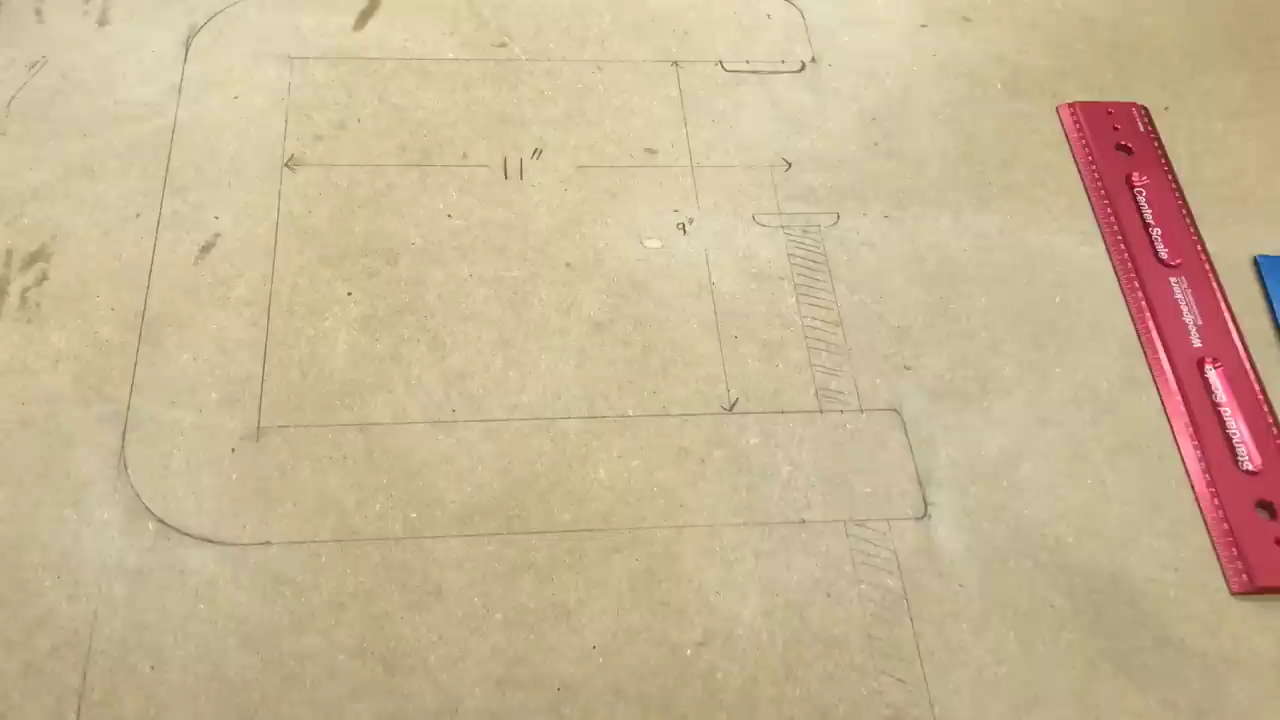 11"
9"
Center Scale
Woodpeckers
Standard Scale